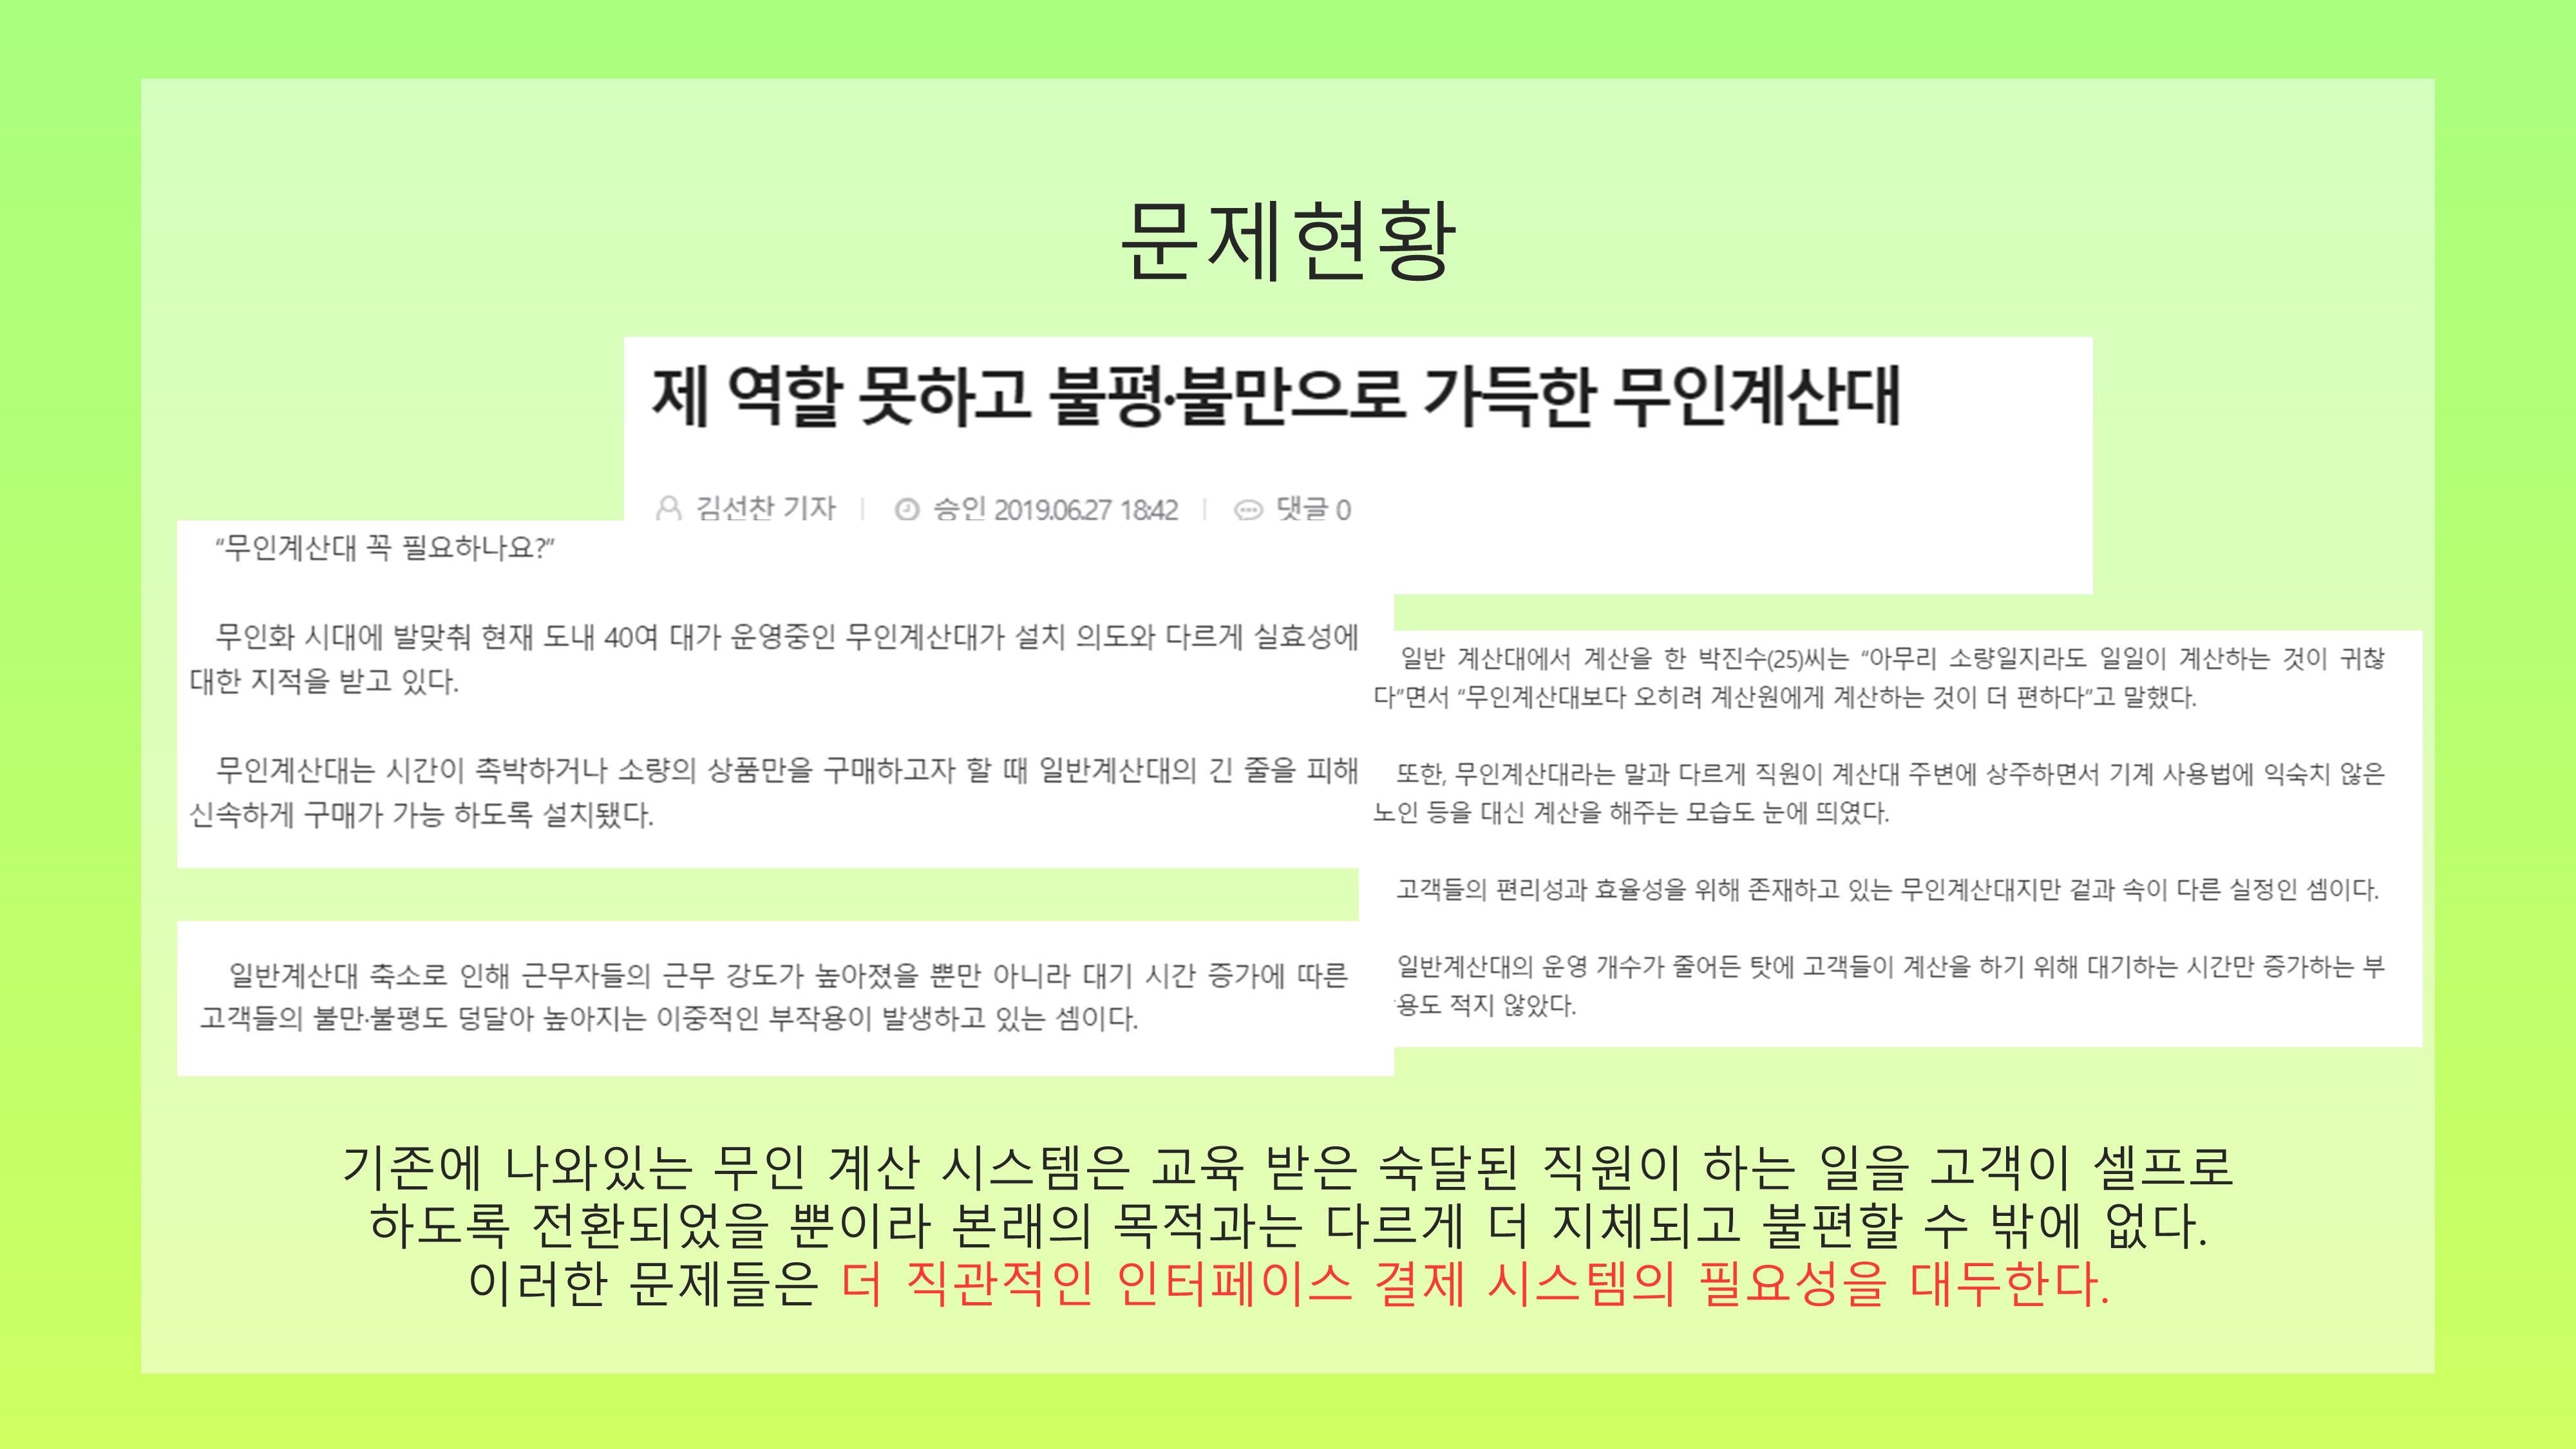 문제현황
제 역할 못하고 불평·불만으로 가득한 무인계산대
김선찬 기자 | 승인 2019.06.27 18:42 | 댓글 0
“무인계산대 꼭 필요하나요?”
무인화 시대에 발맞춰 현재 도내 40여 대가 운영중인 무인계산대가 설치 의도와 다르게 실효성에
대한 지적을 받고 있다.
무인계산대는 시간이 촉박하거나 소량의 상품만을 구매하고자 할 때 일반계산대의 긴 줄을 피해
신속하게 구매가 가능 하도록 설치됐다.
일반계산대 축소로 인해 근무자들의 근무 강도가 높아졌을 뿐만 아니라 대기 시간 증가에 따른
고객들의 불만·불평도 덩달아 높아지는 이중적인 부작용이 발생하고 있는 셈이다.
일반 계산대에서 계산을 한 박진수(25)씨는 “아무리 소량일지라도 일일이 계산하는 것이 귀찮
다”면서 “무인계산대보다 오히려 계산원에게 계산하는 것이 더 편하다”고 말했다.
또한, 무인계산대라는 말과 다르게 직원이 계산대 주변에 상주하면서 기계 사용법에 익숙치 않은
노인 등을 대신 계산을 해주는 모습도 눈에 띄였다.
고객들의 편리성과 효율성을 위해 존재하고 있는 무인계산대지만 겉과 속이 다른 실정인 셈이다.
일반계산대의 운영 개수가 줄어든 탓에 고객들이 계산을 하기 위해 대기하는 시간만 증가하는 부
용도 적지 않았다.
기존에 나와있는 무인 계산 시스템은 교육 받은 숙달된 직원이 하는 일을 고객이 셀프로
하도록 전환되었을 뿐이라 본래의 목적과는 다르게 더 지체되고 불편할 수 밖에 없다.
이러한 문제들은 더 직관적인 인터페이스 결제 시스템의 필요성을 대두한다.